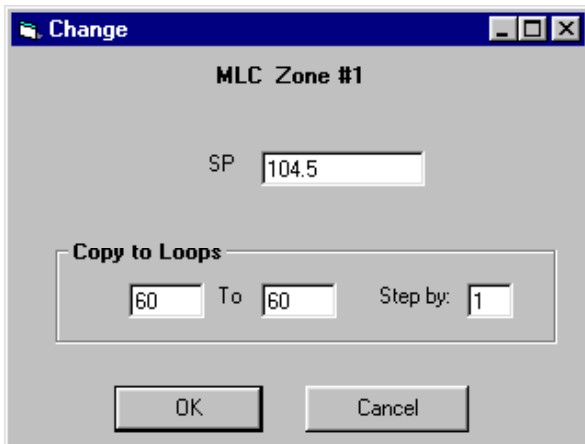 Change
MLC Zone #1
SP 104.5
Copy to Loops
60 To 60 Step by: 1
OK Cancel